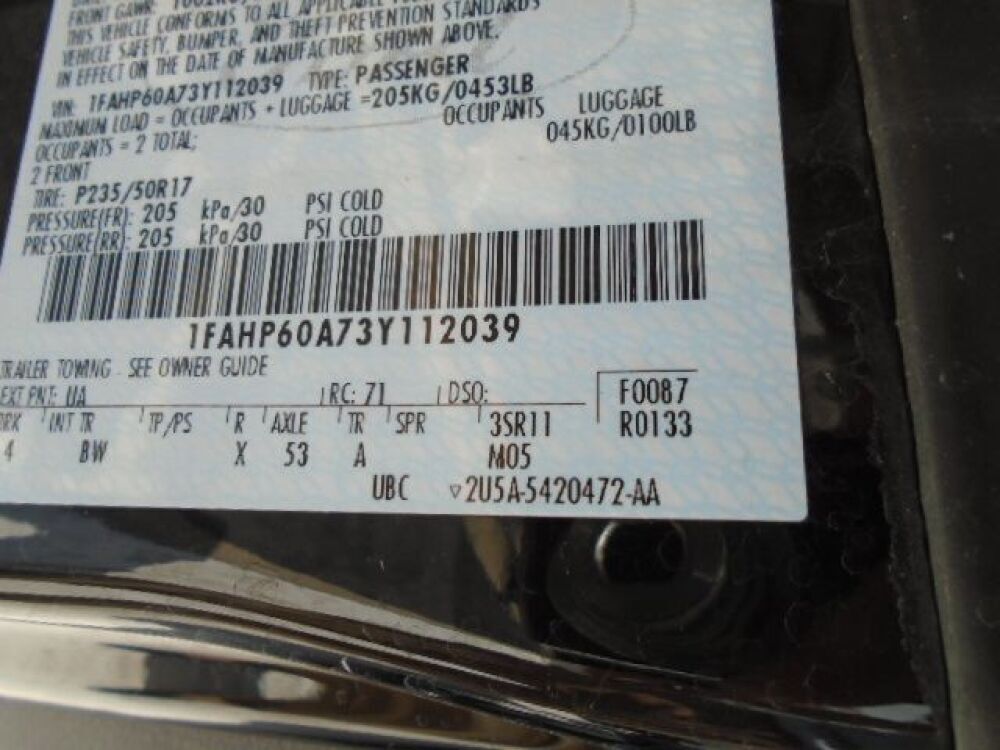 FRONT GAWR:
THIS VEHICLE CONFORMS TO ALL APPLICABLE
VEHICLE SAFETY, BUMPER, AND THEFT PREVENTION STANDARDS
IN EFFECT ON THE DATE OF MANUFACTURE SHOWN ABOVE.
VIN: 1FAHP60A73Y112039 TYPE: PASSENGER
MAXIMUM LOAD = OCCUPANTS + LUGGAGE =205KG/0453LB
OCCUPANTS LUGGAGE
OCCUPANTS = 2 TOTAL; 045KG/0100LB
2 FRONT
TIRE: P235/50R17
PRESSURE(FR): 205 kPa/30 PSI COLD
PRESSURE(RR): 205 kPa/30 PSI COLD
1FAHP60A73Y112039
TRAILER TOWING - SEE OWNER GUIDE
EXT PNT: UA RC: 71 DSO: F0087
BRK INT TR TP/PS R AXLE TR SPR 3SR11 R0133
4 BW X 53 A M05
UBC ▽2U5A-5420472-AA